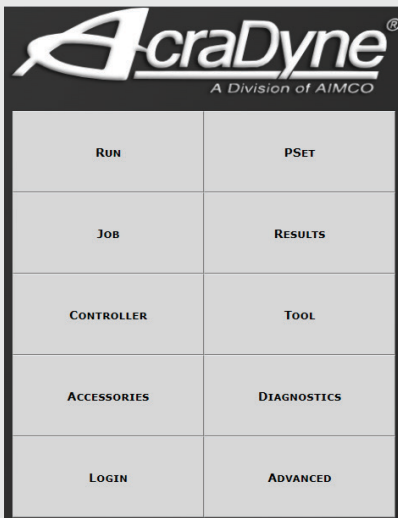 AcraDyne®
A Division of AIMCO
RUN PSET
JOB RESULTS
CONTROLLER TOOL
ACCESSORIES DIAGNOSTICS
LOGIN ADVANCED